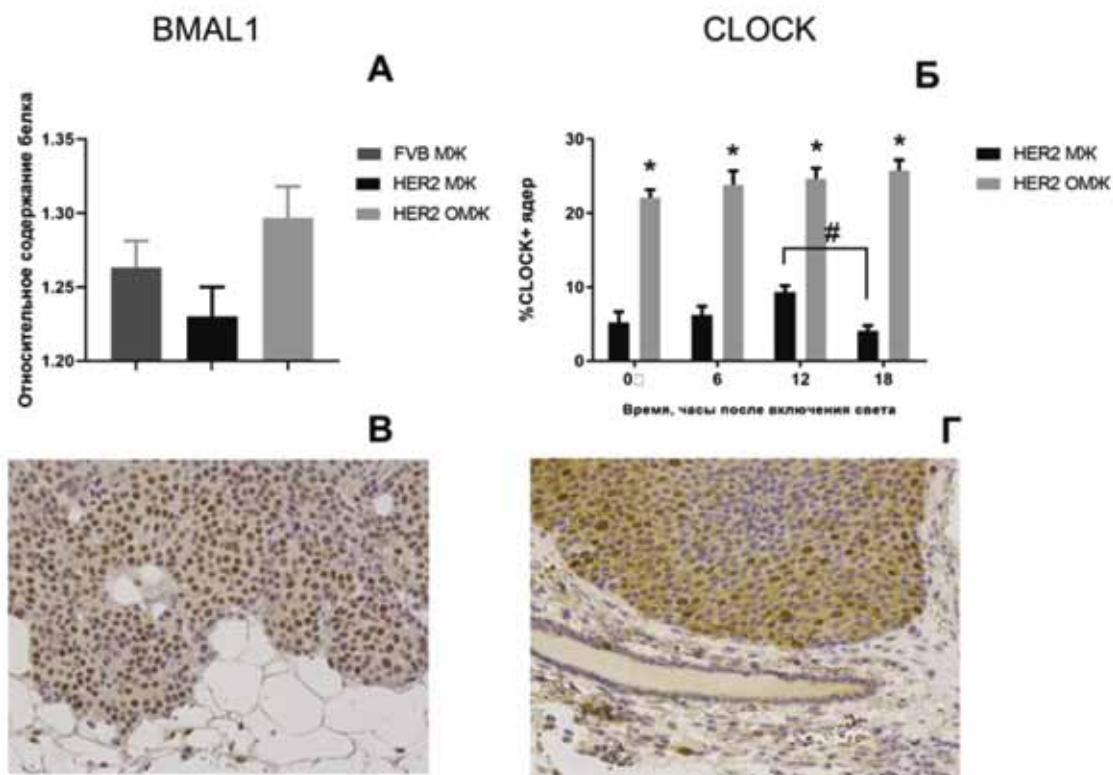 BMAL1
А
Относительное содержание белка
1.35
1.30
1.25
1.20
FVB МЖ
HER2 МЖ
HER2 ОМЖ
CLOCK
Б
%CLOCK+ ядер
30
20
10
0
* * * *
#
0 6 12 18
Время, часы после включения света
HER2 МЖ
HER2 ОМЖ
В
Г